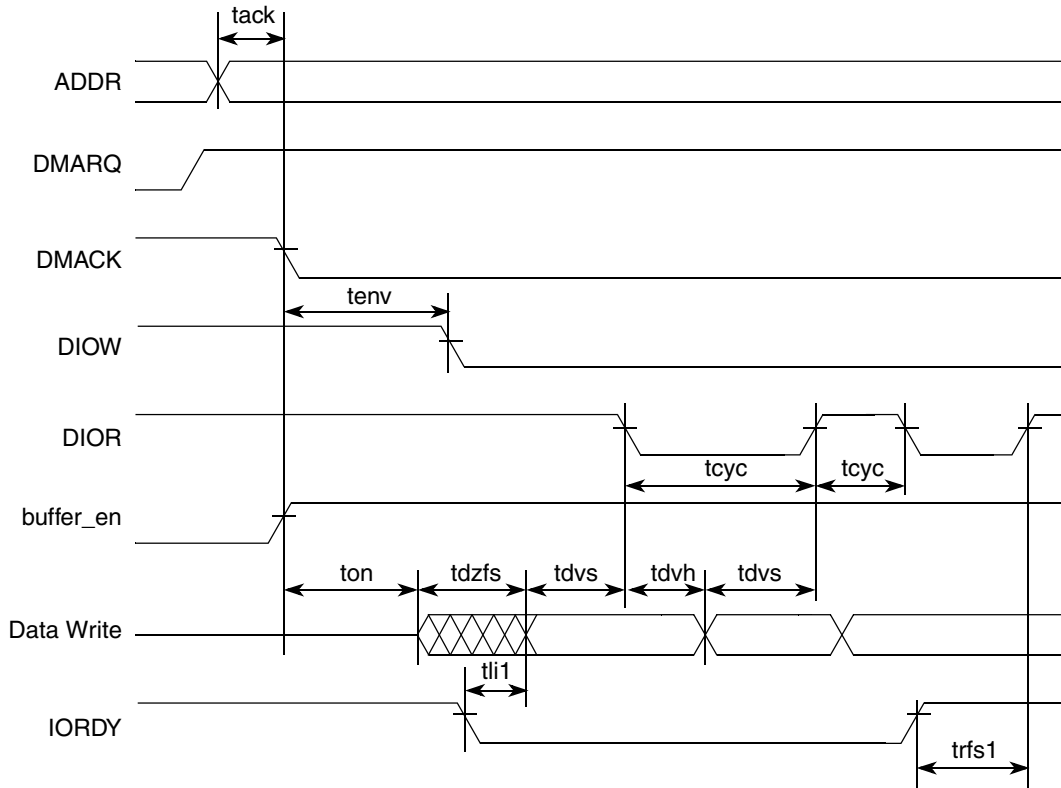 tack
ADDR
DMARQ
DMACK
tenv
DIOW
DIOR
tcyc tcyc
buffer_en
ton tdzfs tdvs tdvh tdvs
Data Write
tli1
IORDY
trfs1